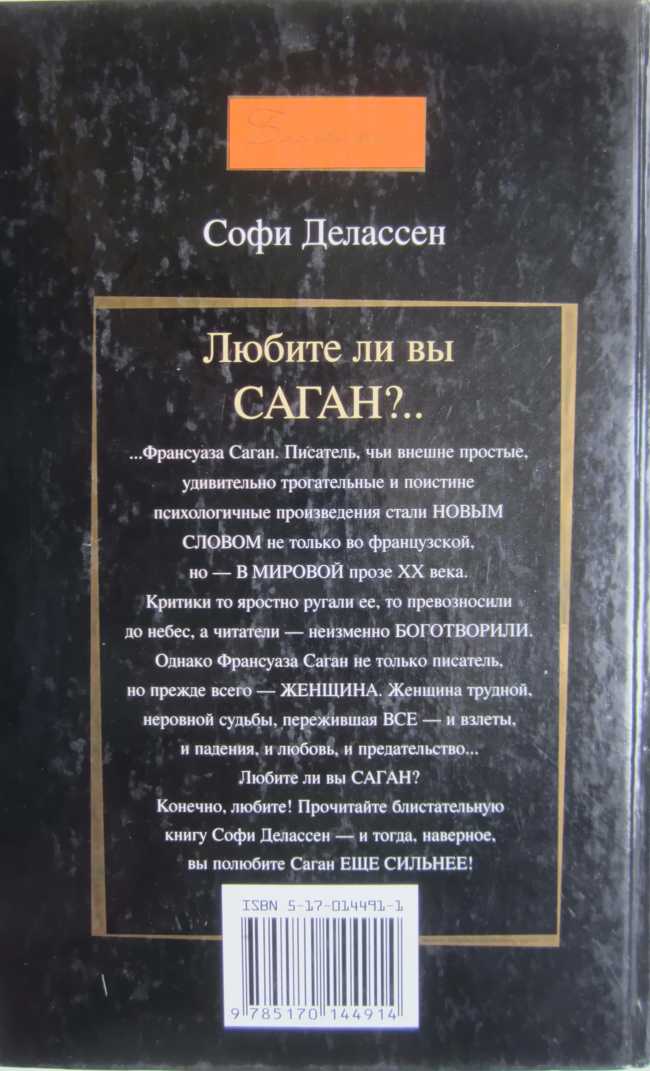 Софи Делассен
Любите ли вы
САГАН?..
...Франсуаза Саган. Писатель, чьи внешне простые,
удивительно трогательные и поистине
психологичные произведения стали НОВЫМ
СЛОВОМ не только во французской,
но — В МИРОВОЙ прозе XX века.
Критики то яростно ругали ее, то превозносили
до небес, а читатели — неизменно БОГОТВОРИЛИ.
Однако Франсуаза Саган не только писатель,
но прежде всего — ЖЕНЩИНА. Женщина трудной,
неровной судьбы, пережившая ВСЕ — и взлеты,
и падения, и любовь, и предательство...
Любите ли вы САГАН?
Конечно, любите! Прочитайте блистательную
книгу Софи Делассен — и тогда, наверное,
вы полюбите Саган ЕЩЕ СИЛЬНЕЕ!
ISBN 5-17-014491-1
9 785170 144914